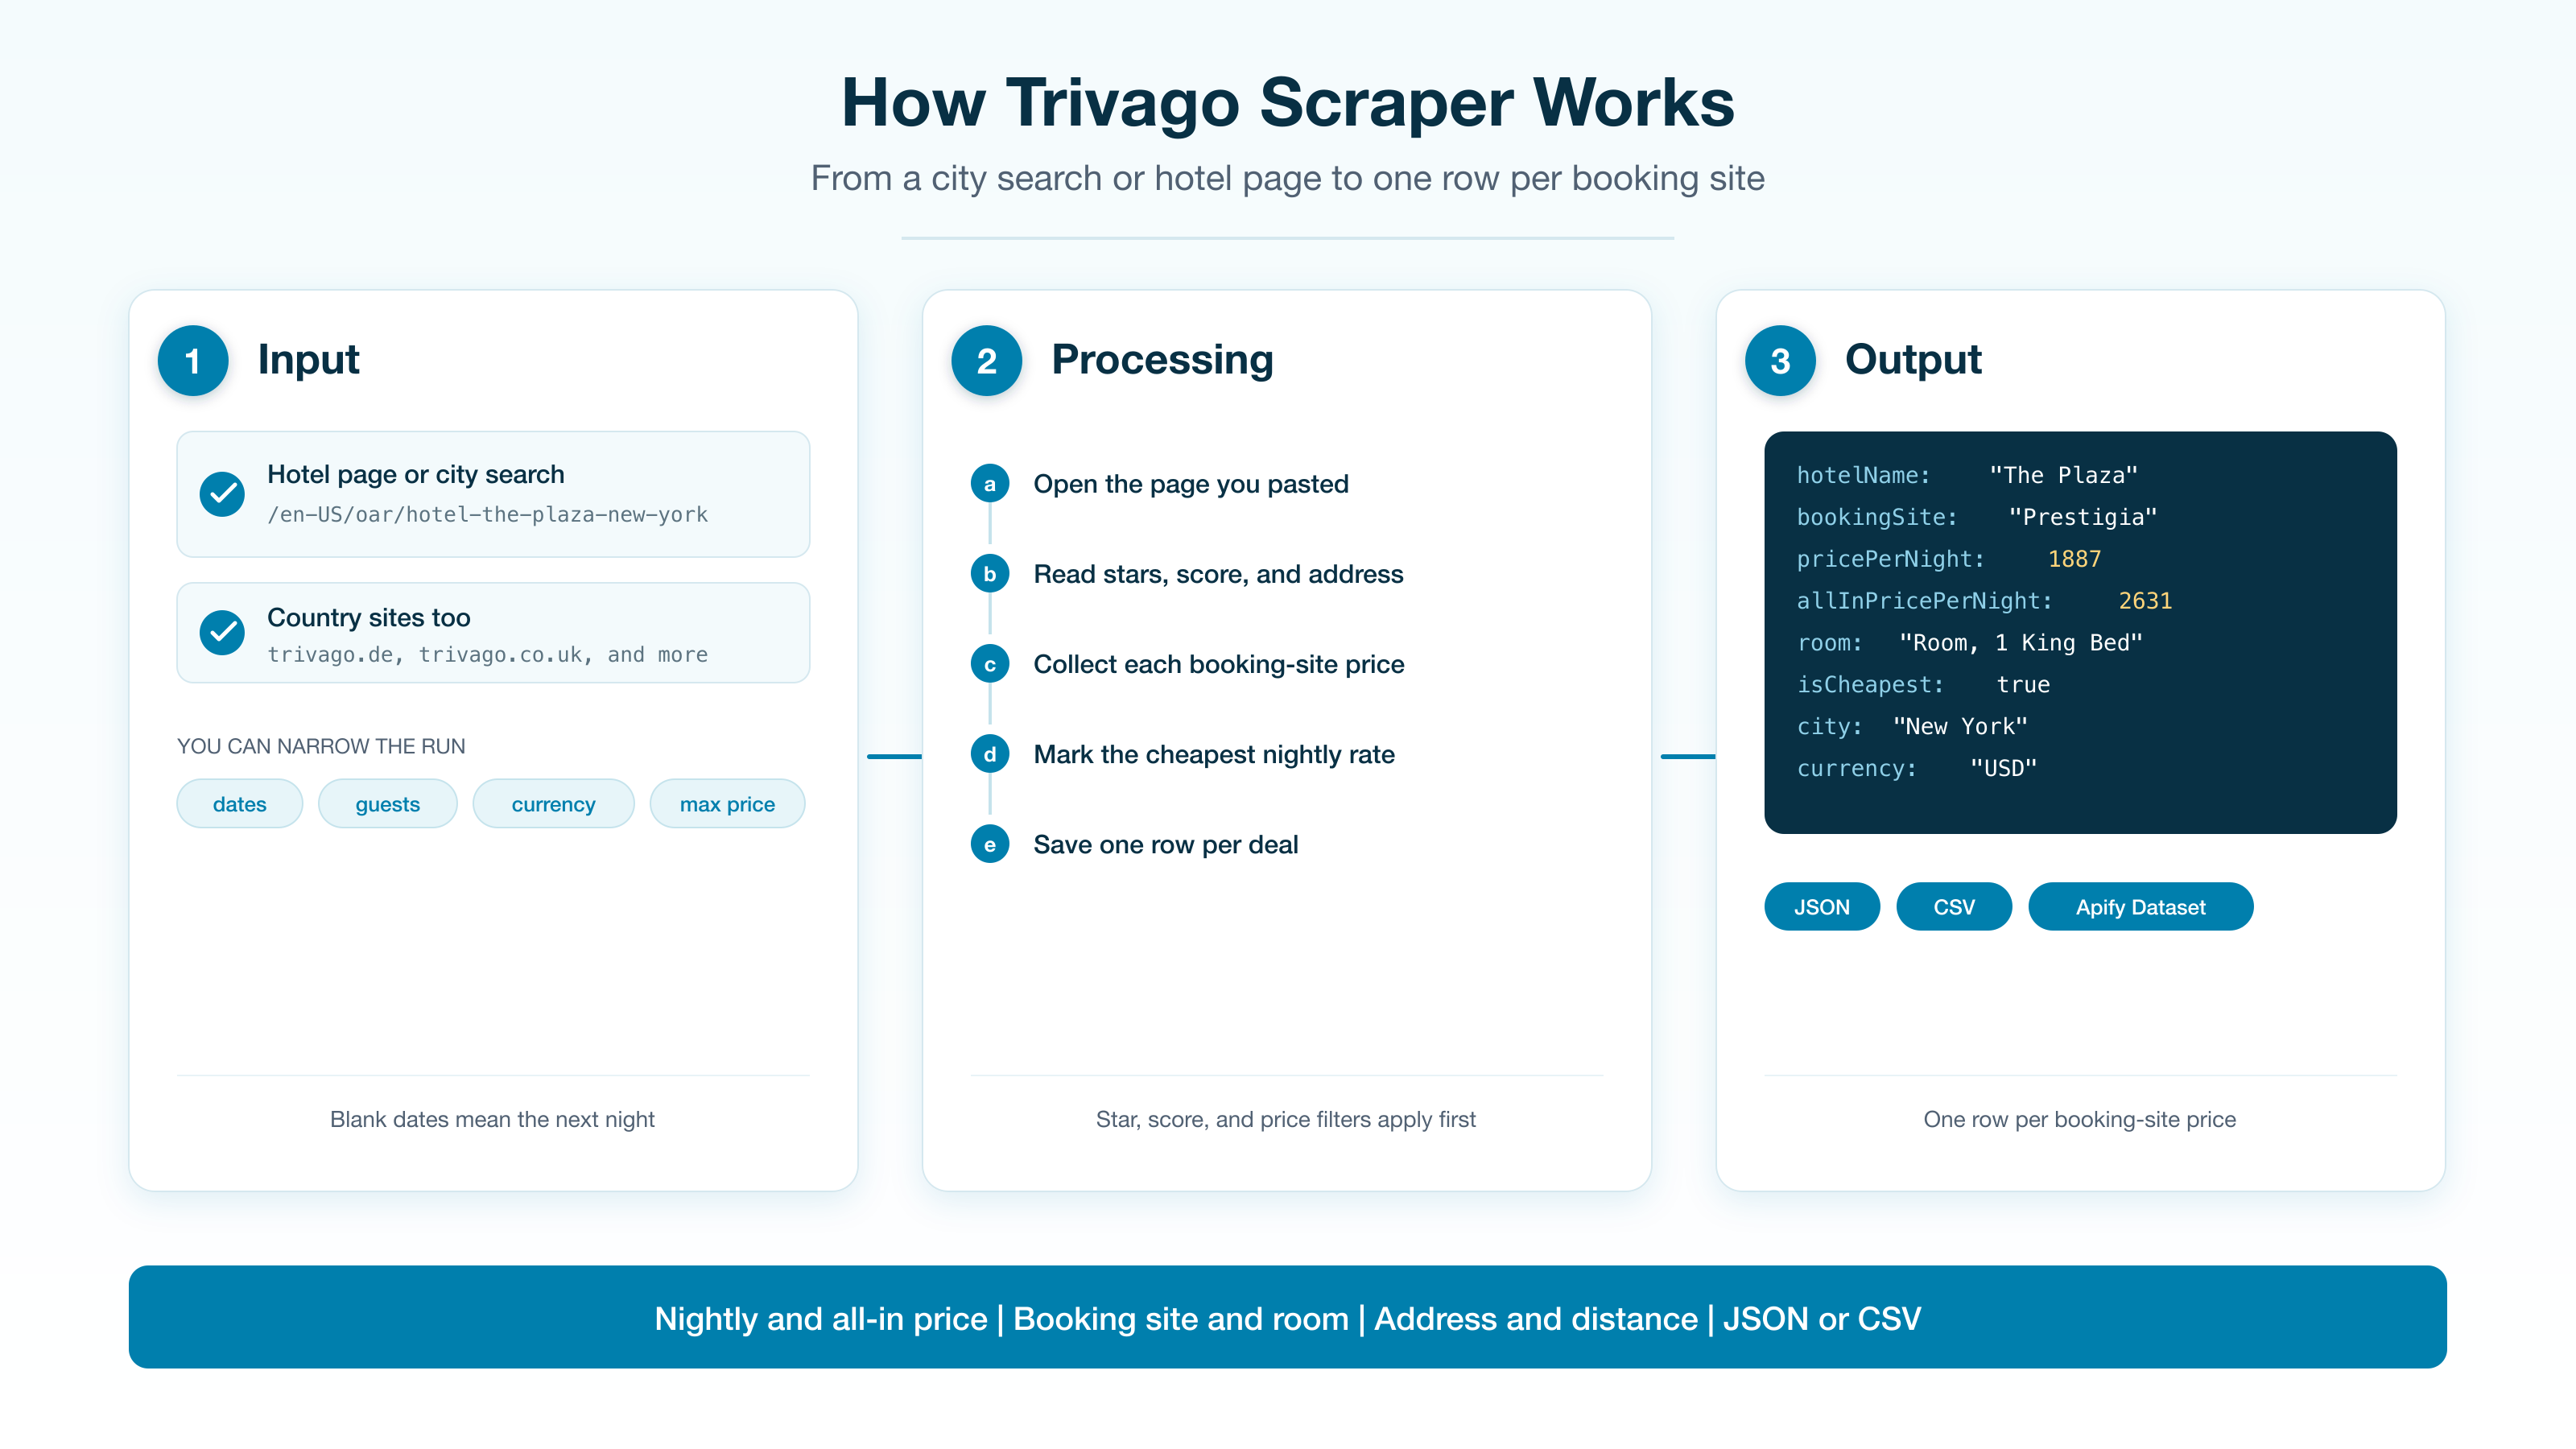 How Trivago Scraper Works
From a city search or hotel page to one row per booking site
1 Input
Hotel page or city search
/en-US/oar/hotel-the-plaza-new-york
Country sites too
trivago.de, trivago.co.uk, and more
YOU CAN NARROW THE RUN
dates guests currency max price
Blank dates mean the next night
2 Processing
a Open the page you pasted
b Read stars, score, and address
c Collect each booking-site price
d Mark the cheapest nightly rate
e Save one row per deal
Star, score, and price filters apply first
3 Output
hotelName: "The Plaza"
bookingSite: "Prestigia"
pricePerNight: 1887
allInPricePerNight: 2631
room: "Room, 1 King Bed"
isCheapest: true
city: "New York"
currency: "USD"
JSON CSV Apify Dataset
One row per booking-site price
Nightly and all-in price | Booking site and room | Address and distance | JSON or CSV